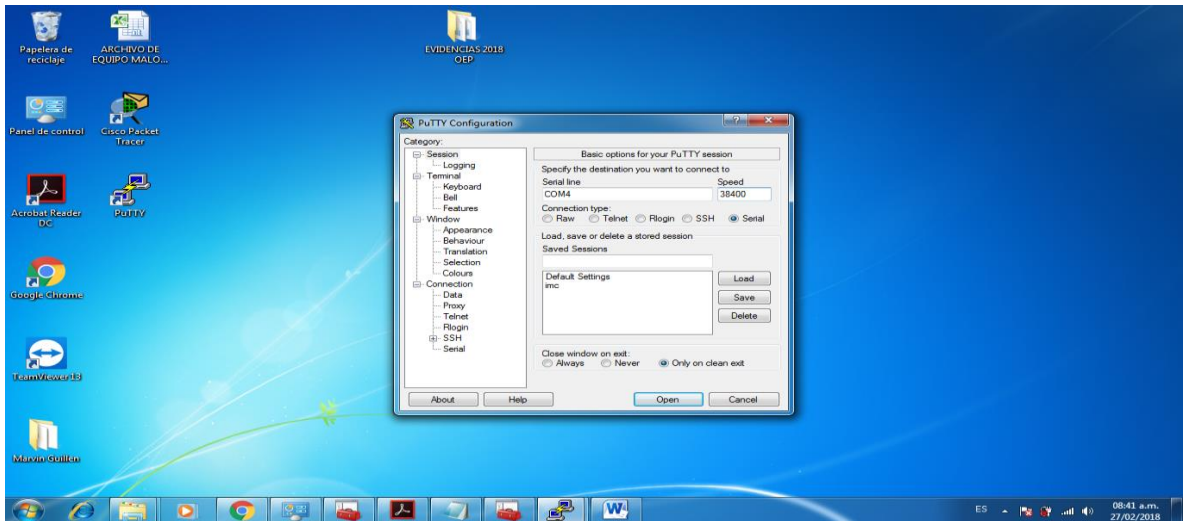 Papelera de reciclaje
ARCHIVO DE EQUIPO MALO...
EVIDENCIAS 2018 OEP
Panel de control
Cisco Packet Tracer
Acrobat Reader DC
PuTTY
Google Chrome
TeamViewer 13
Marvin Guillen
PuTTY Configuration
Category:
Session
Logging
Terminal
Keyboard
Bell
Features
Window
Appearance
Behaviour
Translation
Selection
Colours
Connection
Data
Proxy
Telnet
Rlogin
SSH
Serial
Basic options for your PuTTY session
Specify the destination you want to connect to
Serial line Speed
COM4 38400
Connection type:
Raw Telnet Rlogin SSH Serial
Load, save or delete a stored session
Saved Sessions
Default Settings
imc
Load
Save
Delete
Close window on exit:
Always Never Only on clean exit
About Help Open Cancel
ES
08:41 a.m.
27/02/2018